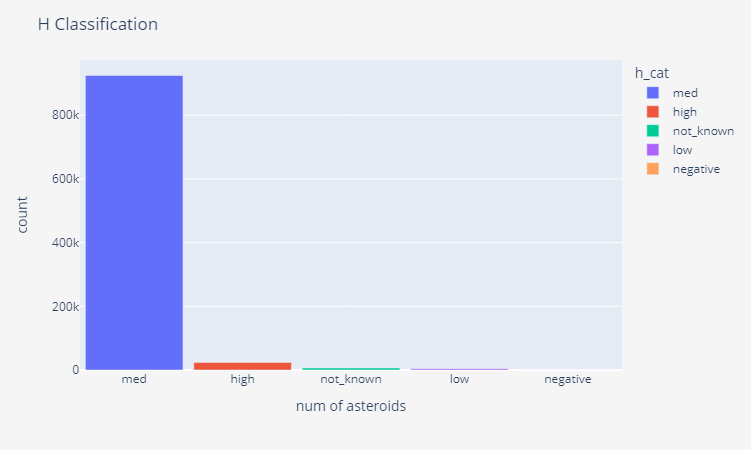 H Classification
h_cat
med
high
not_known
low
negative
count
800k
600k
400k
200k
0
med high not_known low negative
num of asteroids